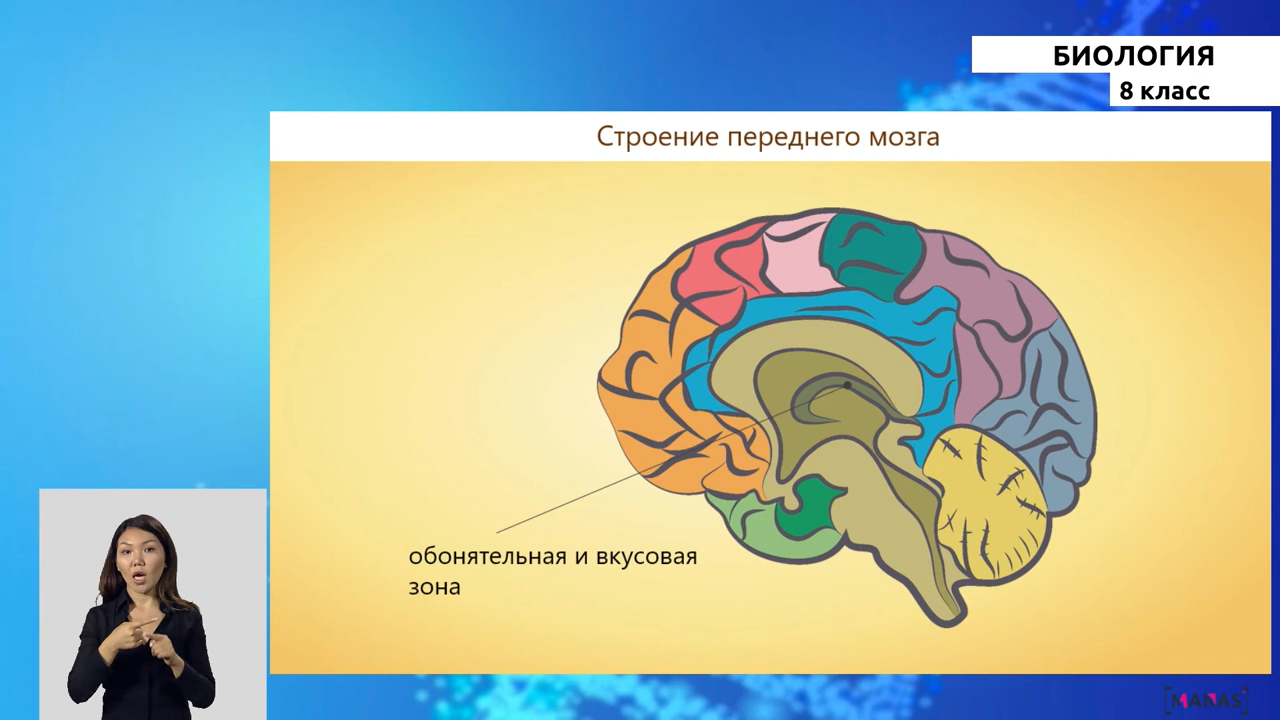 БИОЛОГИЯ
8 класс
Строение переднего мозга
обонятельная и вкусовая
зона
[MANAS]